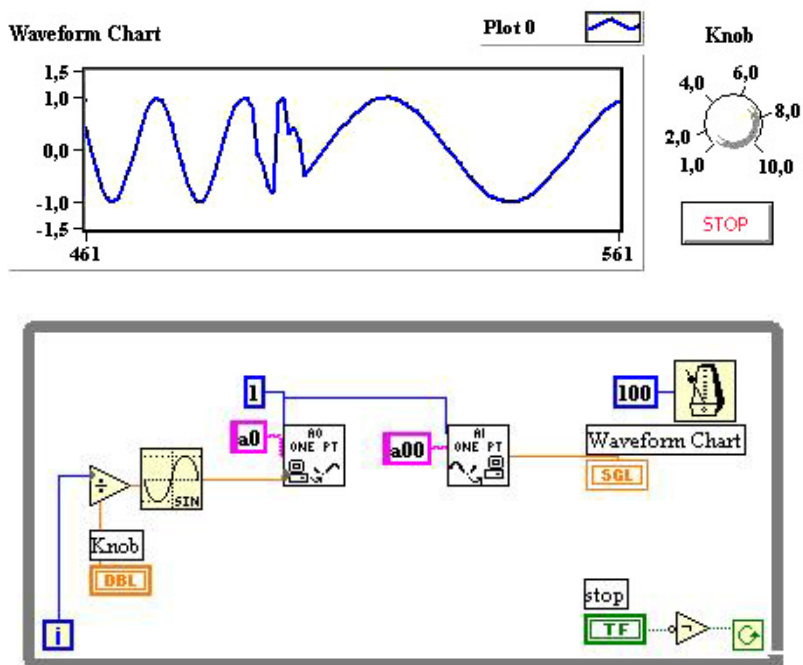 Waveform Chart
Plot 0
Knob
1,5
1,0
0,0
-1,0
-1,5
461
561
4,0
6,0
2,0
8,0
1,0
10,0
STOP
1
100
a0
AO
ONE PT
a00
AI
ONE PT
Waveform Chart
SGL
÷
SIN
Knob
DBL
stop
TF
i